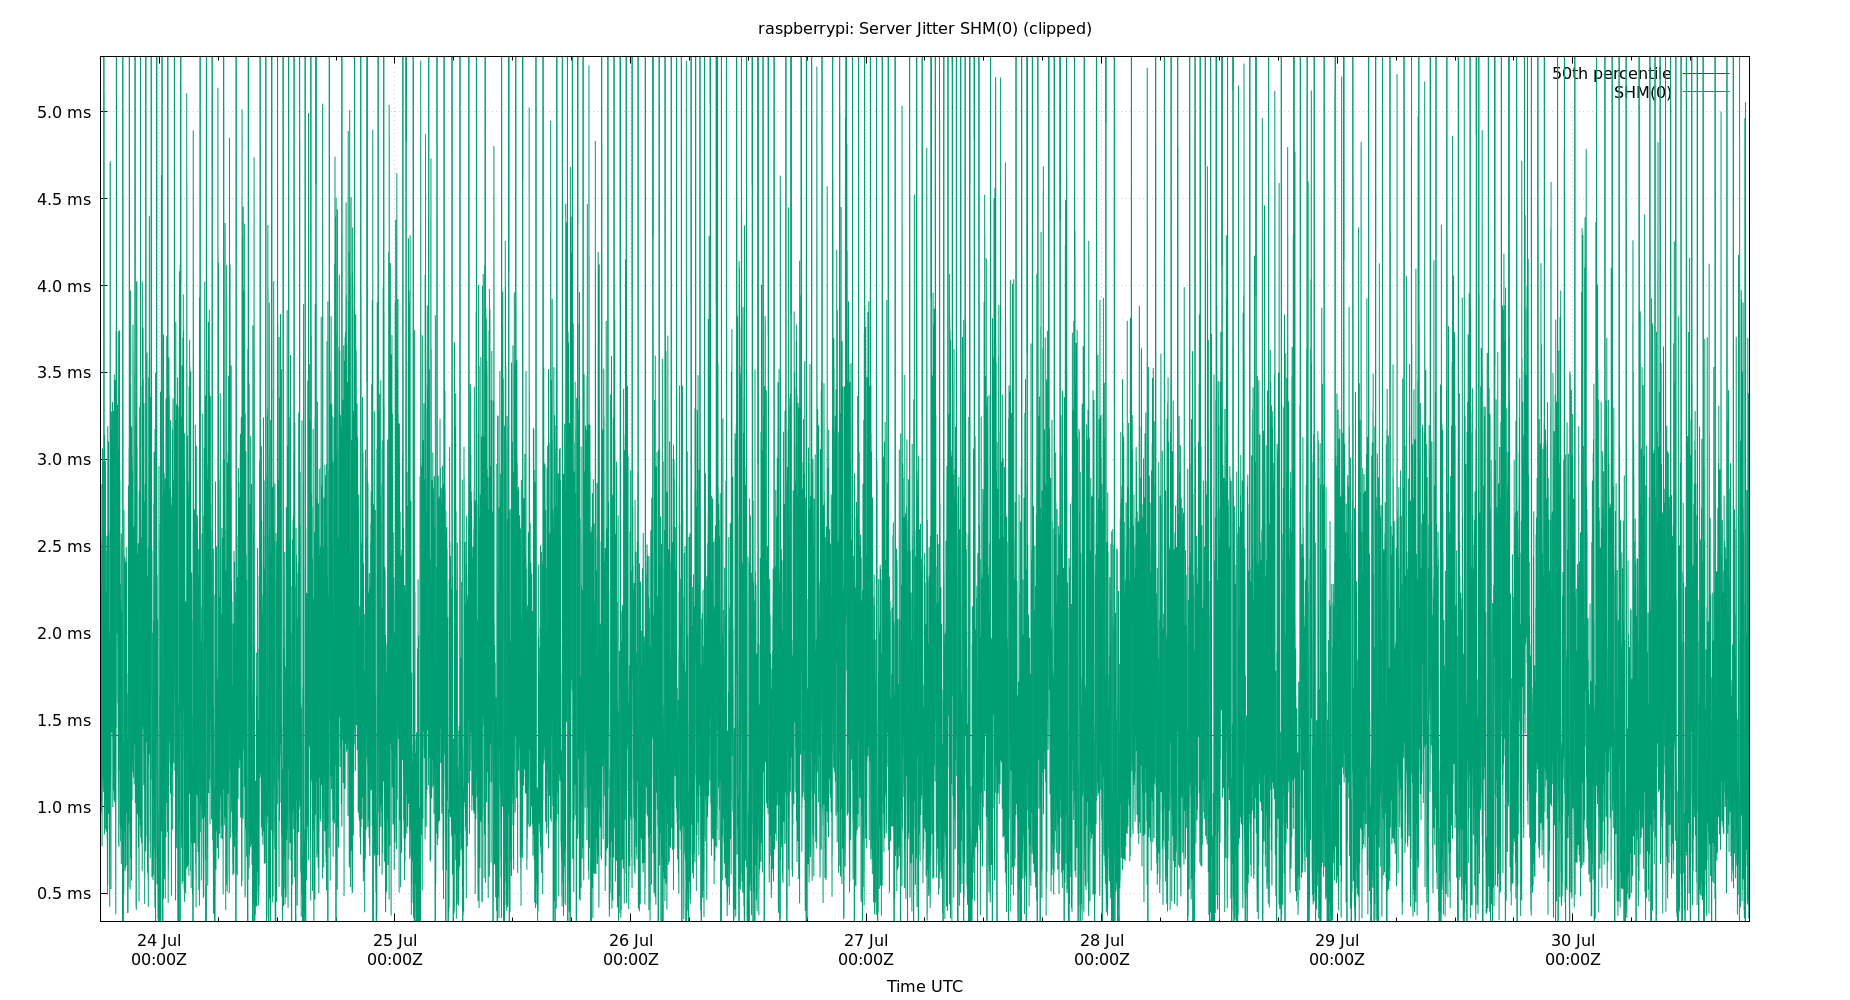 raspberrypi: Server Jitter SHM(0) (clipped)
50th percentile
SHM(0)
5.0 ms
4.5 ms
4.0 ms
3.5 ms
3.0 ms
2.5 ms
2.0 ms
1.5 ms
1.0 ms
0.5 ms
24 Jul 25 Jul 26 Jul 27 Jul 28 Jul 29 Jul 30 Jul
00:00Z 00:00Z 00:00Z 00:00Z 00:00Z 00:00Z 00:00Z
Time UTC